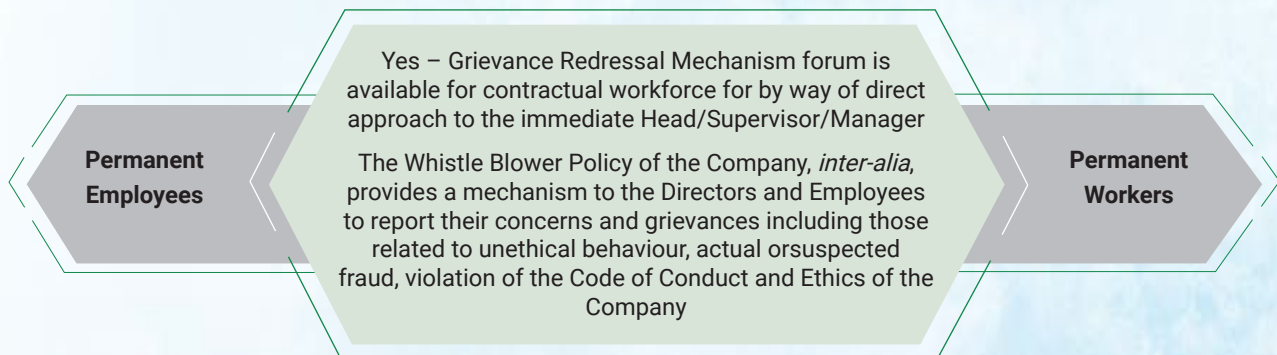 Permanent
Employees
Yes – Grievance Redressal Mechanism forum is
available for contractual workforce for by way of direct
approach to the immediate Head/Supervisor/Manager
The Whistle Blower Policy of the Company, inter-alia,
provides a mechanism to the Directors and Employees
to report their concerns and grievances including those
related to unethical behaviour, actual orsuspected
fraud, violation of the Code of Conduct and Ethics of the
Company
Permanent
Workers